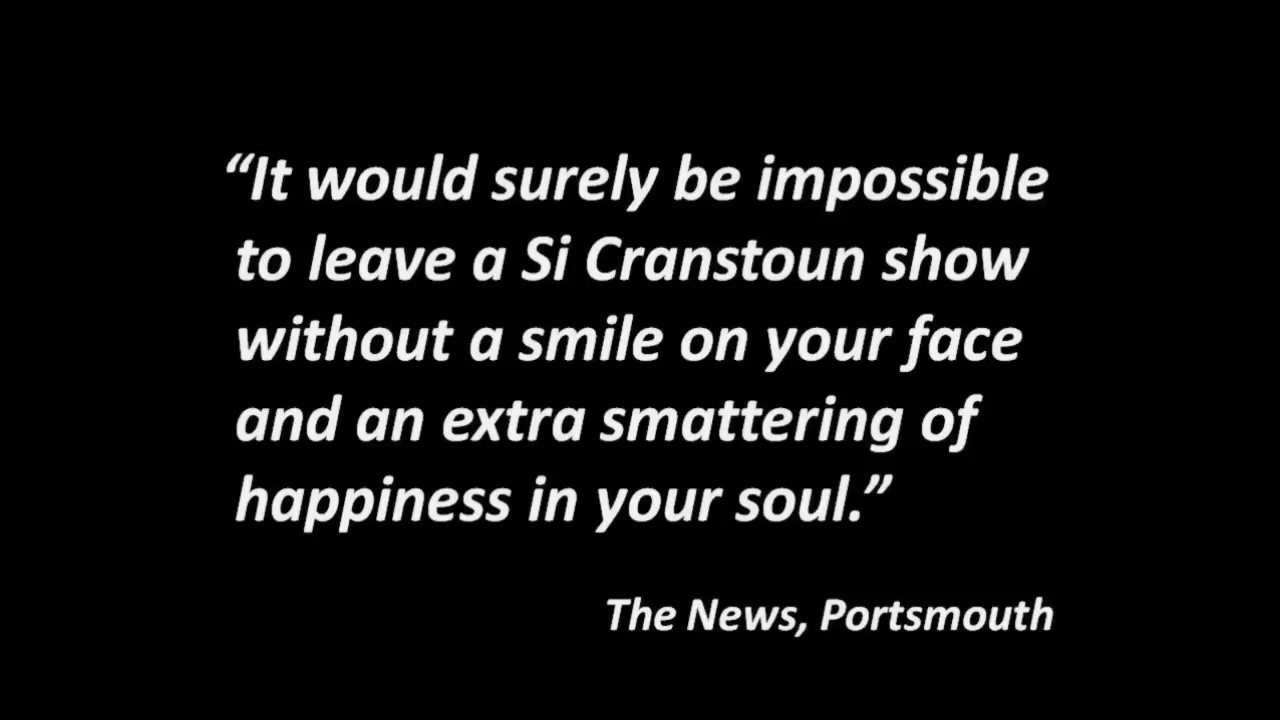 “It would surely be impossible
to leave a Si Cranstoun show
without a smile on your face
and an extra smattering of
happiness in your soul.”
The News, Portsmouth